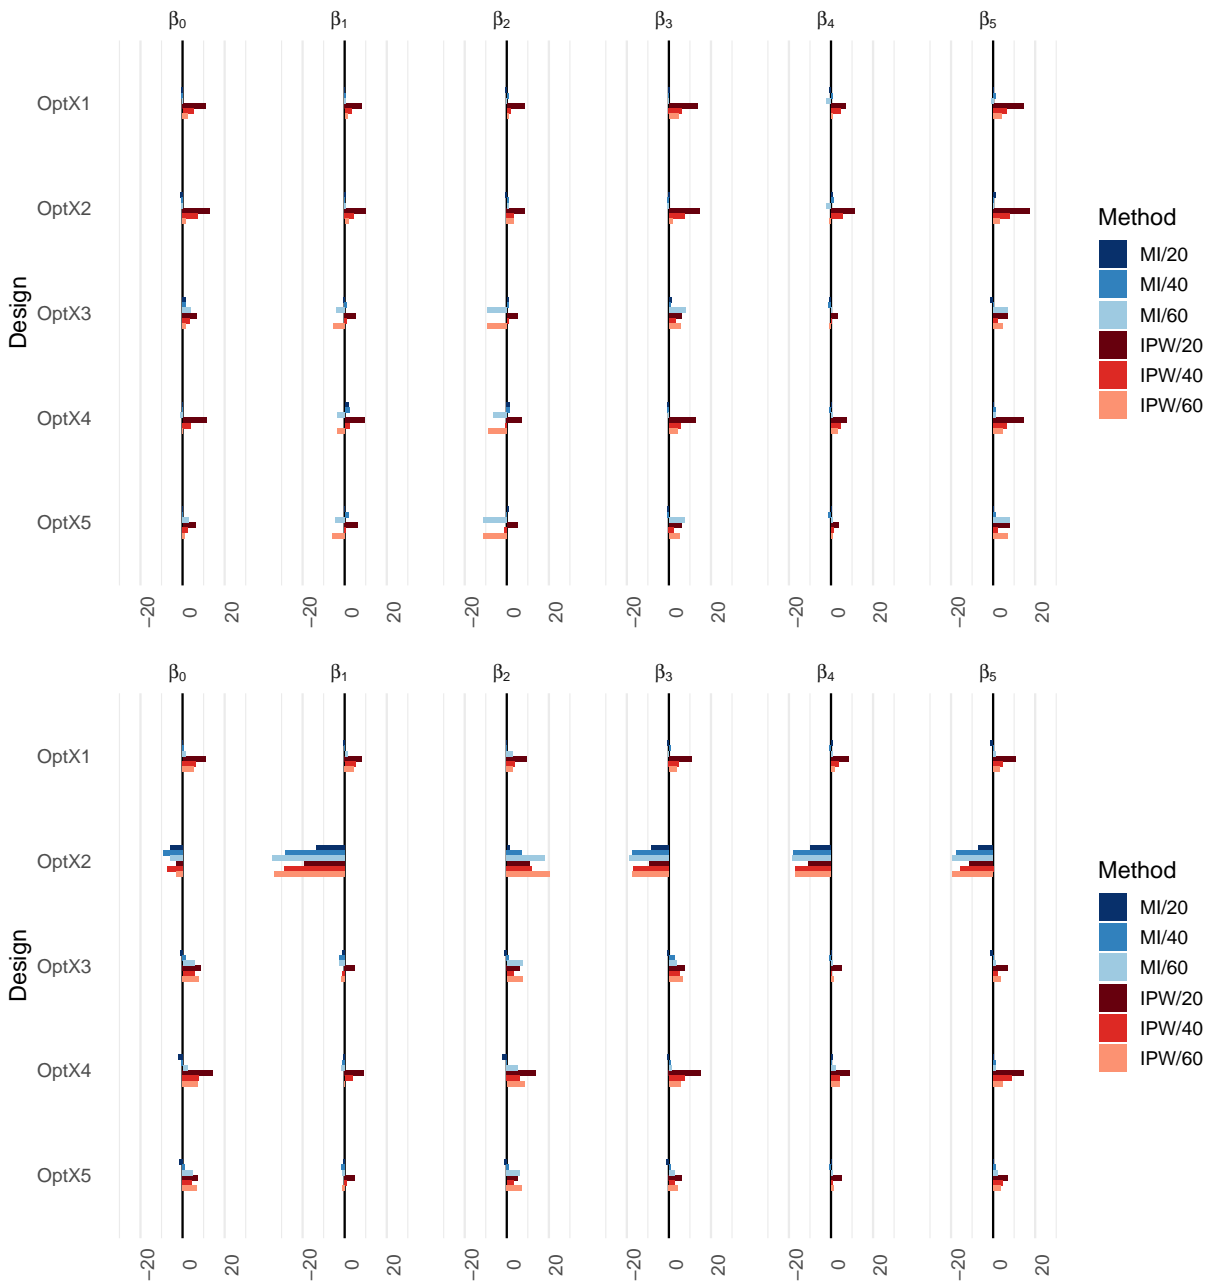 β0 β1 β2 β3 β4 β5
OptX1
OptX2
OptX3
OptX4
OptX5
Design
−20 0 20 −20 0 20 −20 0 20 −20 0 20 −20 0 20 −20 0 20
Method
MI/20
MI/40
MI/60
IPW/20
IPW/40
IPW/60
β0 β1 β2 β3 β4 β5
OptX1
OptX2
OptX3
OptX4
OptX5
Design
−20 0 20 −20 0 20 −20 0 20 −20 0 20 −20 0 20 −20 0 20
Method
MI/20
MI/40
MI/60
IPW/20
IPW/40
IPW/60